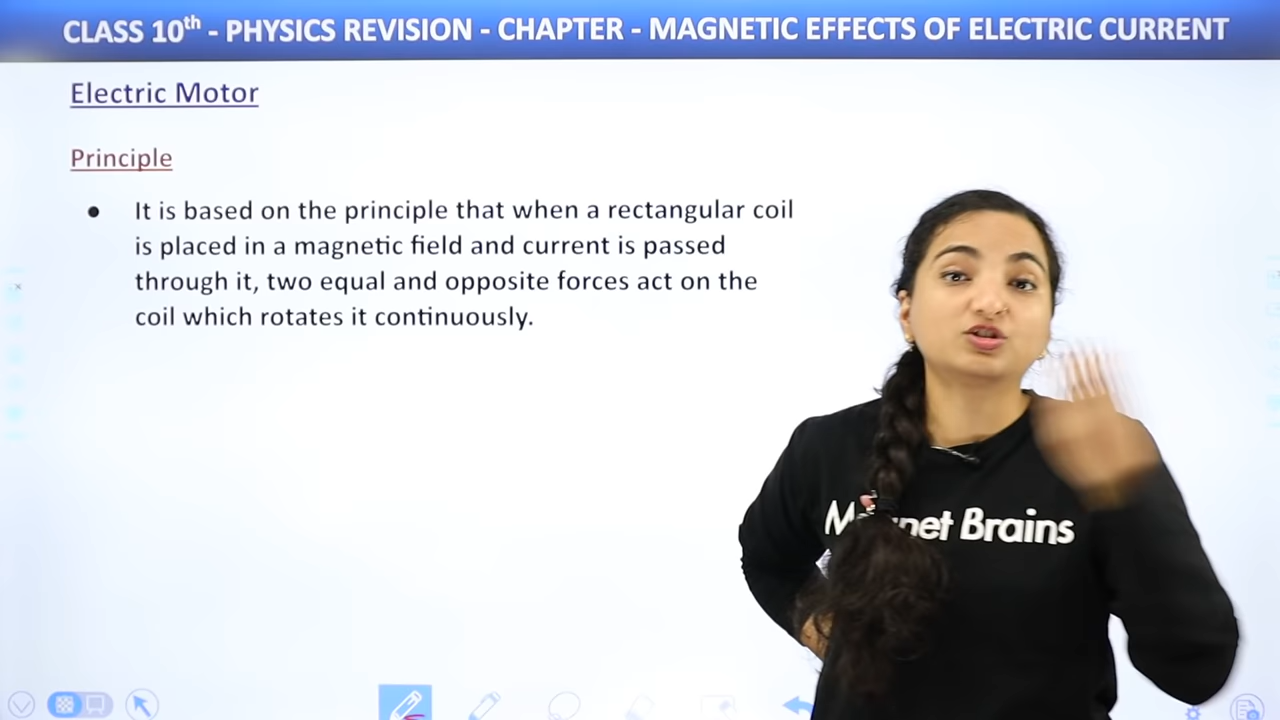 CLASS 10th - PHYSICS REVISION - CHAPTER - MAGNETIC EFFECTS OF ELECTRIC CURRENT
Electric Motor
Principle
• It is based on the principle that when a rectangular coil
is placed in a magnetic field and current is passed
through it, two equal and opposite forces act on the
coil which rotates it continuously.
Brains